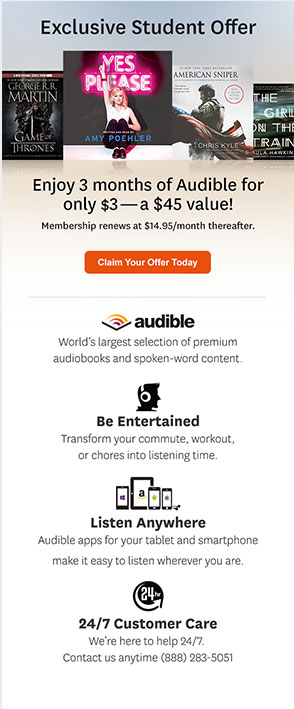 Exclusive Student Offer
GEORGE R.R.
MARTIN
A
GAME OF
THRONES
YES
PLEASE
WRITTEN AND READ BY
AMY POEHLER
AMERICAN SNIPER
CHRIS KYLE
THE
GIRL
ON THE
TRAIN
PAULA HAWKINS
Enjoy 3 months of Audible for
only $3—a $45 value!
Membership renews at $14.95/month thereafter.
Claim Your Offer Today
audible
World's largest selection of premium
audiobooks and spoken-word content.
Be Entertained
Transform your commute, workout,
or chores into listening time.
a
Listen Anywhere
Audible apps for your tablet and smartphone
make it easy to listen wherever you are.
24hr
24/7 Customer Care
We're here to help 24/7.
Contact us anytime (888) 283-5051